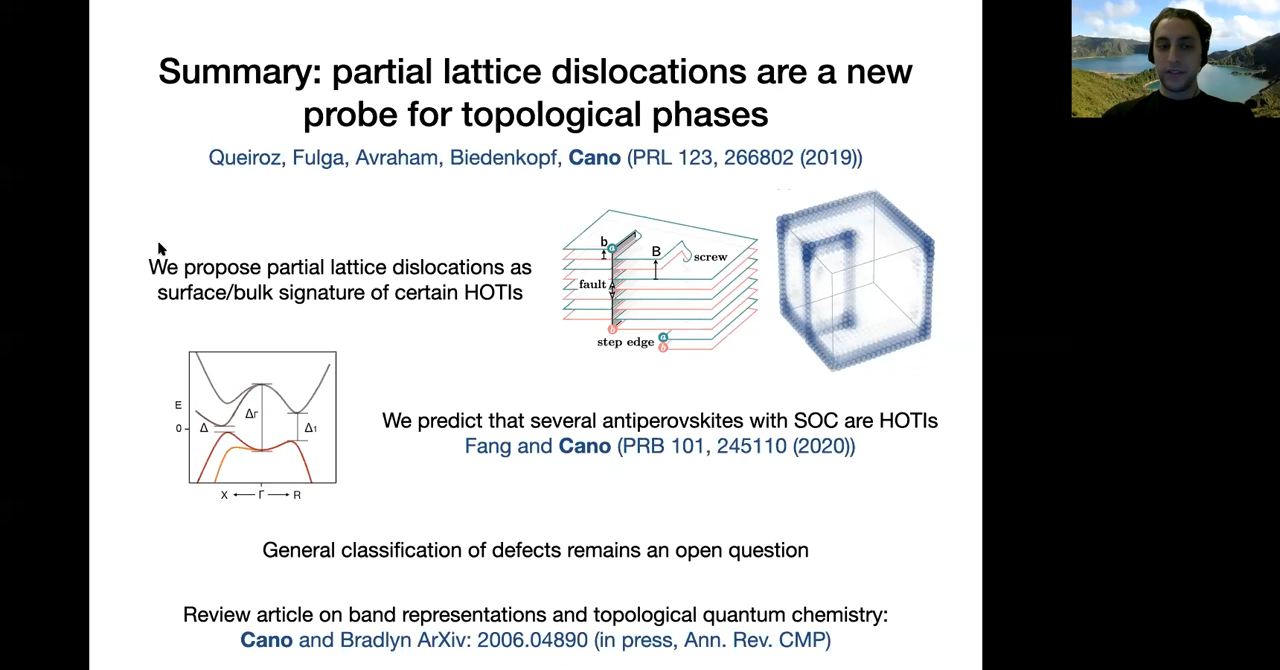 Summary: partial lattice dislocations are a new
probe for topological phases
Queiroz, Fulga, Avraham, Biedenkopf, Cano (PRL 123, 266802 (2019))
We propose partial lattice dislocations as
surface/bulk signature of certain HOTIs
b
a
B
screw
fault
b
step edge
a
b
E
0
Δ
ΔΓ
Δ1
X ← Γ → R
We predict that several antiperovskites with SOC are HOTIs
Fang and Cano (PRB 101, 245110 (2020))
General classification of defects remains an open question
Review article on band representations and topological quantum chemistry:
Cano and Bradlyn ArXiv: 2006.04890 (in press, Ann. Rev. CMP)